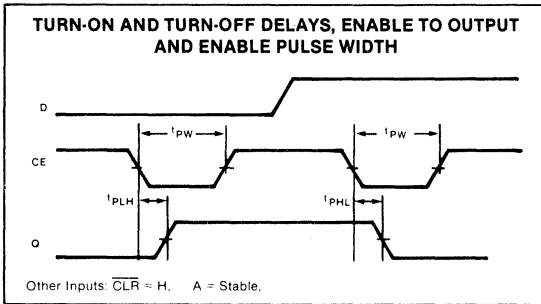 TURN-ON AND TURN-OFF DELAYS, ENABLE TO OUTPUT
AND ENABLE PULSE WIDTH
D
tPW
tPW
CE
tPLH
tPHL
Q
Other Inputs: CLR = H, A = Stable,